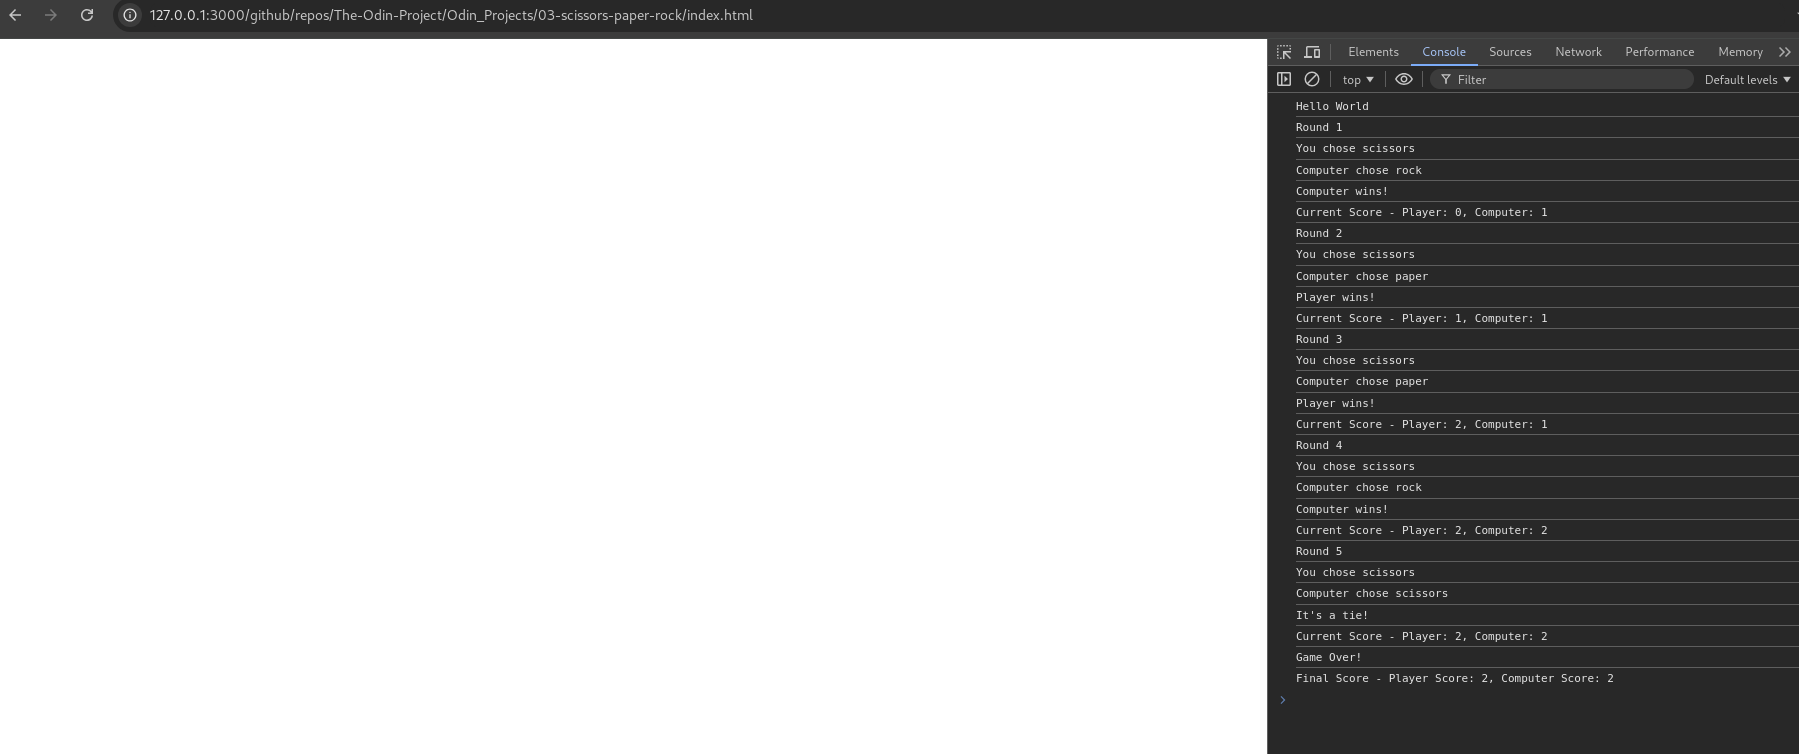 127.0.0.1:3000/github/repos/The-Odin-Project/Odin_Projects/03-scissors-paper-rock/index.html
Elements Console Sources Network Performance Memory
top Filter Default levels
Hello World
Round 1
You chose scissors
Computer chose rock
Computer wins!
Current Score - Player: 0, Computer: 1
Round 2
You chose scissors
Computer chose paper
Player wins!
Current Score - Player: 1, Computer: 1
Round 3
You chose scissors
Computer chose paper
Player wins!
Current Score - Player: 2, Computer: 1
Round 4
You chose scissors
Computer chose rock
Computer wins!
Current Score - Player: 2, Computer: 2
Round 5
You chose scissors
Computer chose scissors
It's a tie!
Current Score - Player: 2, Computer: 2
Game Over!
Final Score - Player Score: 2, Computer Score: 2